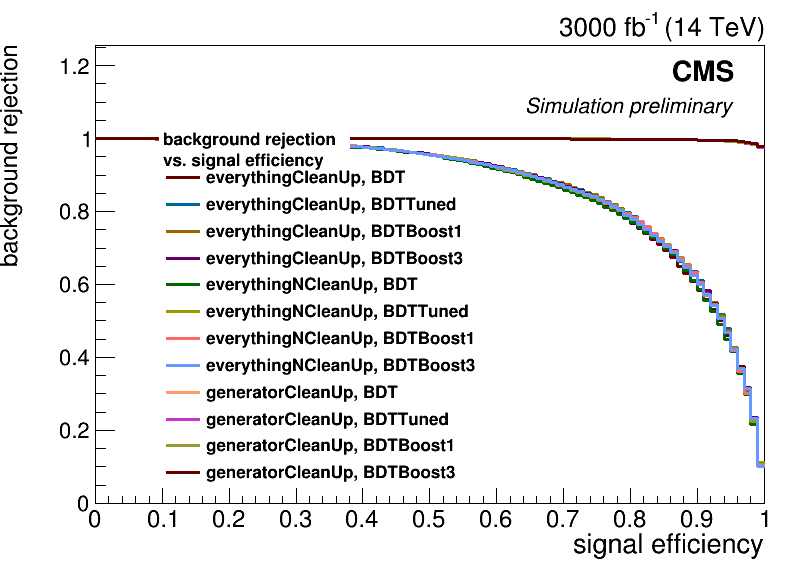 3000 fb⁻¹ (14 TeV)
CMS
Simulation preliminary
background rejection
1.2
1
0.8
0.6
0.4
0.2
0
background rejection
vs. signal efficiency
everythingCleanUp, BDT
everythingCleanUp, BDTTuned
everythingCleanUp, BDTBoost1
everythingCleanUp, BDTBoost3
everythingNCleanUp, BDT
everythingNCleanUp, BDTTuned
everythingNCleanUp, BDTBoost1
everythingNCleanUp, BDTBoost3
generatorCleanUp, BDT
generatorCleanUp, BDTTuned
generatorCleanUp, BDTBoost1
generatorCleanUp, BDTBoost3
0 0.1 0.2 0.3 0.4 0.5 0.6 0.7 0.8 0.9 1
signal efficiency